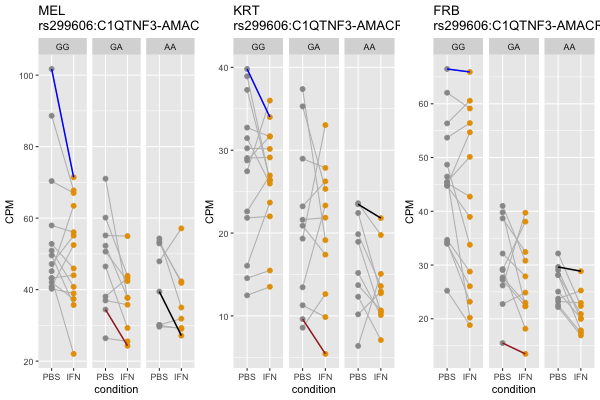 MEL
rs299606:C1QTNF3-AMAC
GG GA AA
CPM
100
80
60
40
20
PBS IFN PBS IFN PBS IFN
condition
KRT
rs299606:C1QTNF3-AMACF
GG GA AA
CPM
40
30
20
10
PBS IFN PBS IFN PBS IFN
condition
FRB
rs299606:C1QTNF3-AMACF
GG GA AA
CPM
60
50
40
30
20
PBS IFN PBS IFN PBS IFN
condition